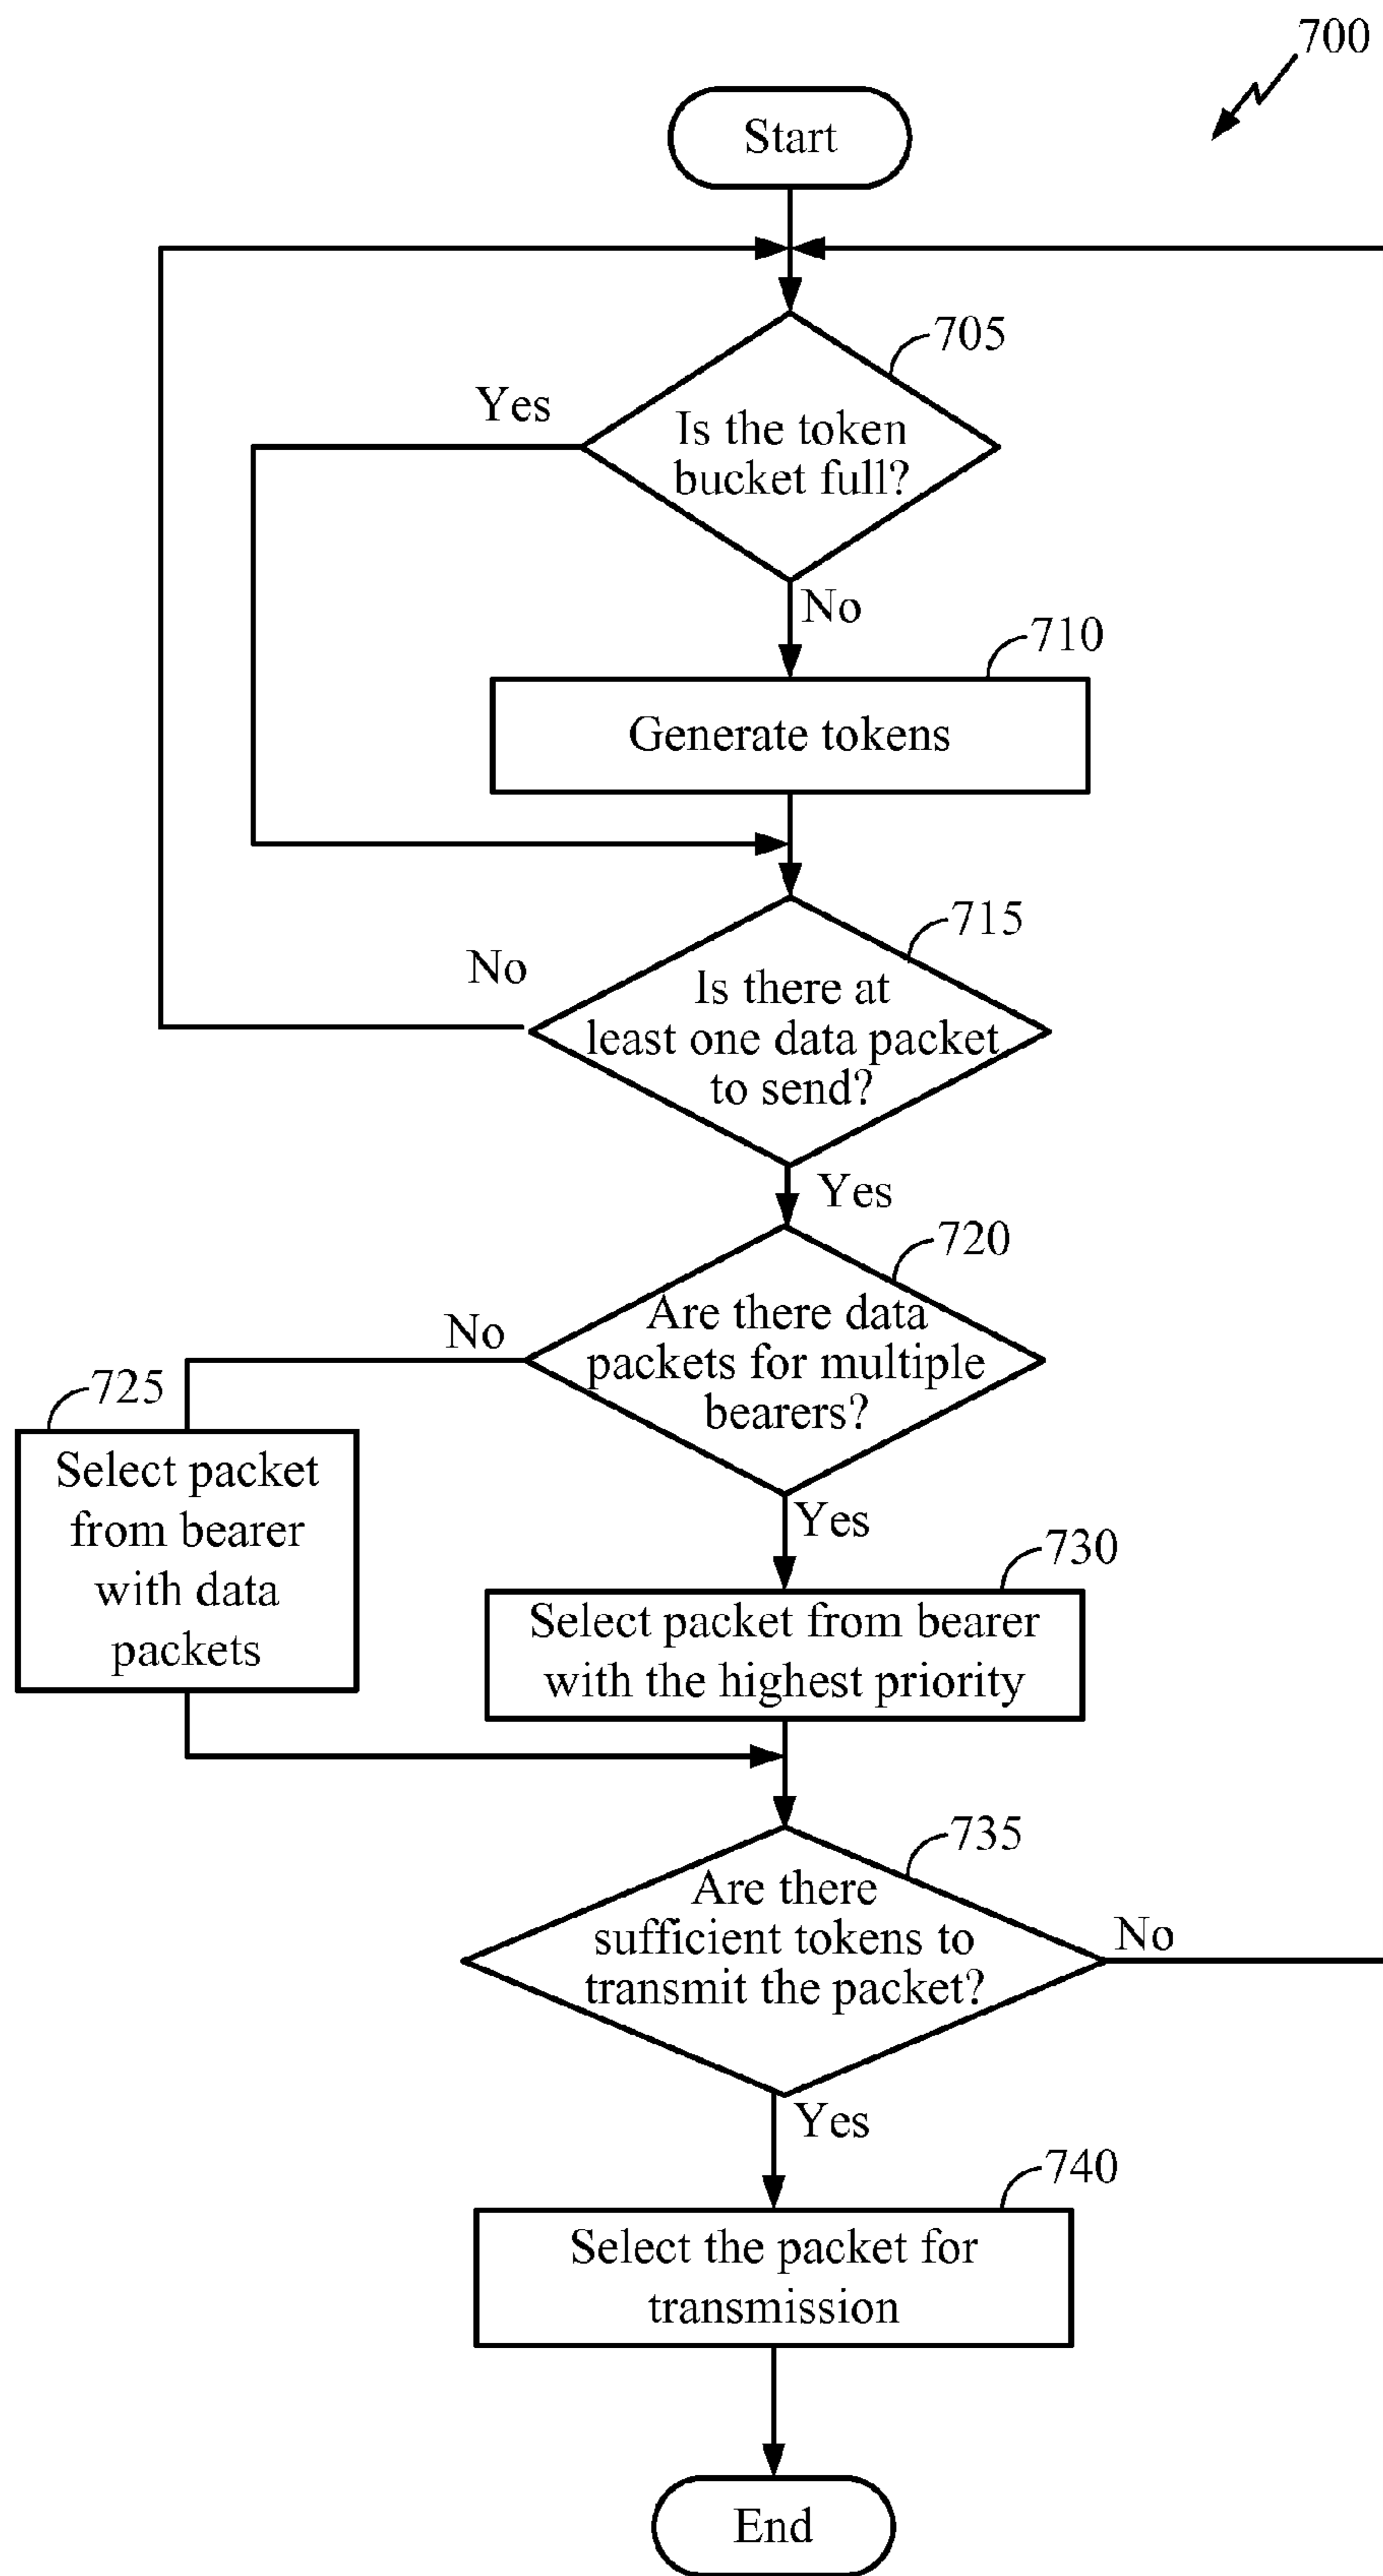 700
Start
705
Yes
Is the token
bucket full?
No
710
Generate tokens
715
No
Is there at
least one data packet
to send?
Yes
720
No
Are there data
packets for multiple
bearers?
725
Select packet
from bearer
with data
packets
Yes
730
Select packet from bearer
with the highest priority
735
Are there
sufficient tokens to
transmit the packet?
No
Yes
740
Select the packet for
transmission
End